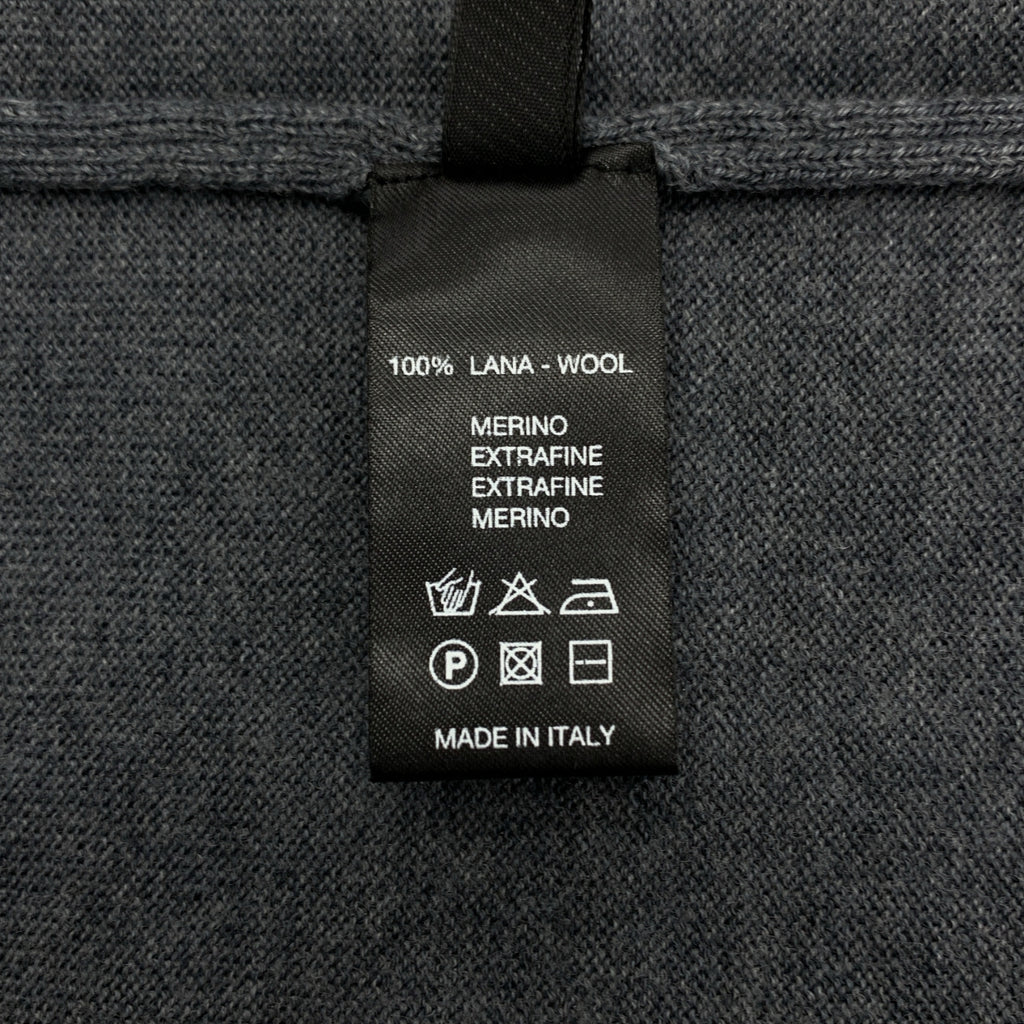 100% LANA - WOOL
MERINO
EXTRAFINE
EXTRAFINE
MERINO
P
MADE IN ITALY